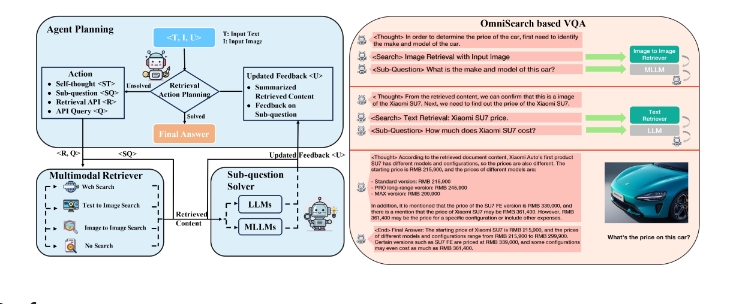 Agent Planning
<T, I, U>
T: Input Text
I: Input Image
Action
Self-thought <ST>
Sub-question <SQ>
Retrieval API <R>
API Query <Q>
Unsolved
Retrieval
Action Planning
Solved
Final Answer
Updated Feedback <U>
Summarized
Retrieved
Content
Feedback on
Sub-question
<R, Q>
<SQ>
Updated Feedback <U>
Multimodal Retriever
Web Search
Text to Image Search
Image to Image Search
No Search
Retrieved
Content
Sub-question
Solver
LLMs
MLLMs
OmniSearch based VQA
<Thought> In order to determine the price of the car, first need to identify
the make and model of the car.
<Search> Image Retrieval with Input Image
<Sub-Question> What is the make and model of this car?
Image to Image
Retriever
MLLM
<Thought> From the retrieved content, we can confirm that this is a image
of the Xiaomi SU7. Next, we need to find out the price of the Xiaomi SU7.
<Search> Text Retrieval: Xiaomi SU7 price.
<Sub-Question> How much does Xiaomi SU7 cost?
Text
Retriever
LLM
<Thought> According to the retrieved document content, Xiaomi Auto's first product
SU7 has different models and configurations, so the prices are also different. The
starting price is RMB 215,900, and the prices of different models are:
- Standard version: RMB 215,900
- PRO long-range version: RMB 245,900
- MAX version: RMB 299,900
In addition, it is mentioned that the price of SU7 FE version is RMB 339,000, and
there is a mention that the price of Xiaomi SU7 may be RMB 361,400. However, RMB
361,400 may be the price for a specific configuration or include other expenses.
<End> Final Answer: The starting price of Xiaomi SU7 is RMB 215,900, and the prices
of different models and configurations range from RMB 215,900 to RMB 299,900.
Certain versions such as SU7 FE are priced at RMB 339,000, and some configurations
may even cost as much as RMB 361,400.
What's the price on this car?